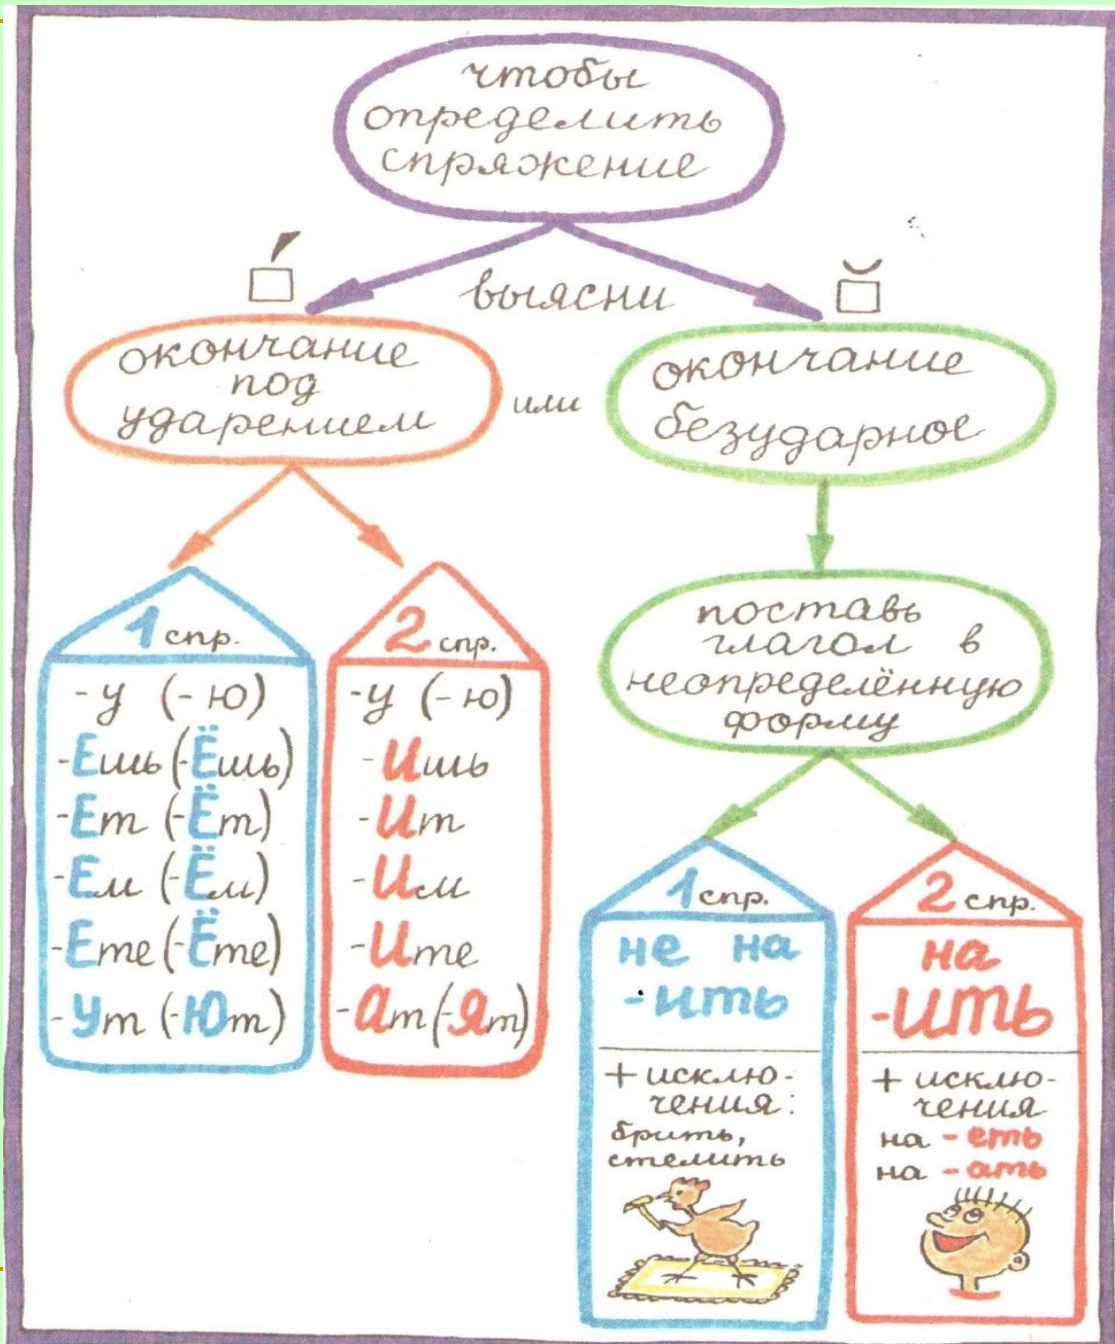 чтобы
определить
спряжение
выясни
окончание
под
ударением
или
окончание
безударное
1 спр.
-у (-ю)
-Ешь (-Ёшь)
-Ет (-Ёт)
-Ем (-Ём)
-Ете (-Ёте)
-Ут (-Ют)
2 спр.
-у (-ю)
-Ишь
-Ит
-Им
-Ите
-Ат (-Ят)
поставь
глагол в
неопределённую
форму
1 спр.
не на
-ить
+ исклю-
чения:
брить,
стелить
2 спр.
на
-ить
+ исклю-
чения
на -еть
на -ать